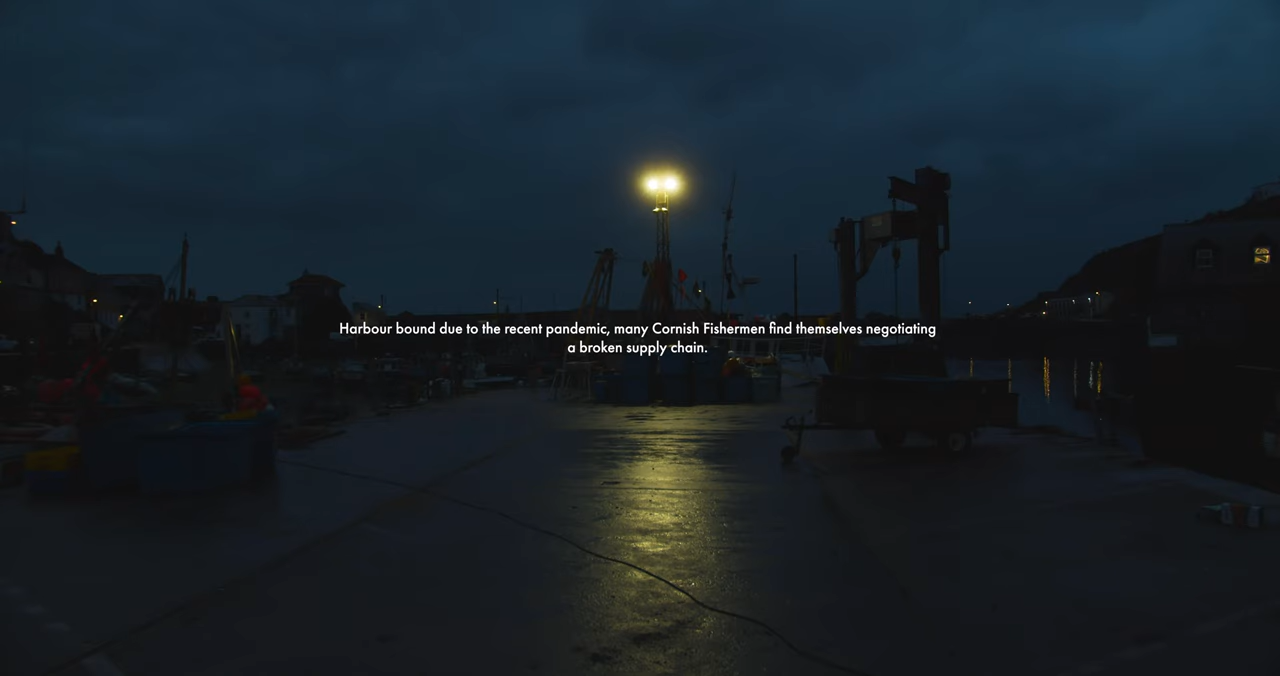 Harbour bound due to the recent pandemic, many Cornish Fishermen find themselves negotiating
a broken supply chain.